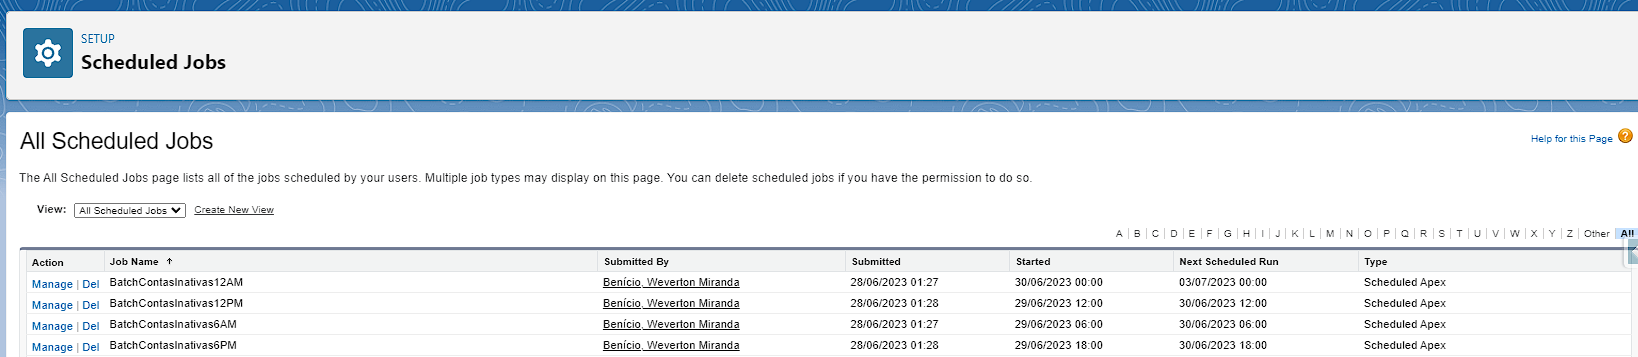 SETUP
Scheduled Jobs
All Scheduled Jobs
Help for this Page ?
The All Scheduled Jobs page lists all of the jobs scheduled by your users. Multiple job types may display on this page. You can delete scheduled jobs if you have the permission to do so.
View: All Scheduled Jobs Create New View
A | B | C | D | E | F | G | H | I | J | K | L | M | N | O | P | Q | R | S | T | U | V | W | X | Y | Z | Other | All
Action Job Name ↑ Submitted By Submitted Started Next Scheduled Run Type
Manage | Del BatchContasInativas12AM Benício, Weverton Miranda 28/06/2023 01:27 30/06/2023 00:00 03/07/2023 00:00 Scheduled Apex
Manage | Del BatchContasInativas12PM Benício, Weverton Miranda 28/06/2023 01:28 29/06/2023 12:00 30/06/2023 12:00 Scheduled Apex
Manage | Del BatchContasInativas6AM Benício, Weverton Miranda 28/06/2023 01:27 29/06/2023 06:00 30/06/2023 06:00 Scheduled Apex
Manage | Del BatchContasInativas6PM Benício, Weverton Miranda 28/06/2023 01:28 29/06/2023 18:00 30/06/2023 18:00 Scheduled Apex